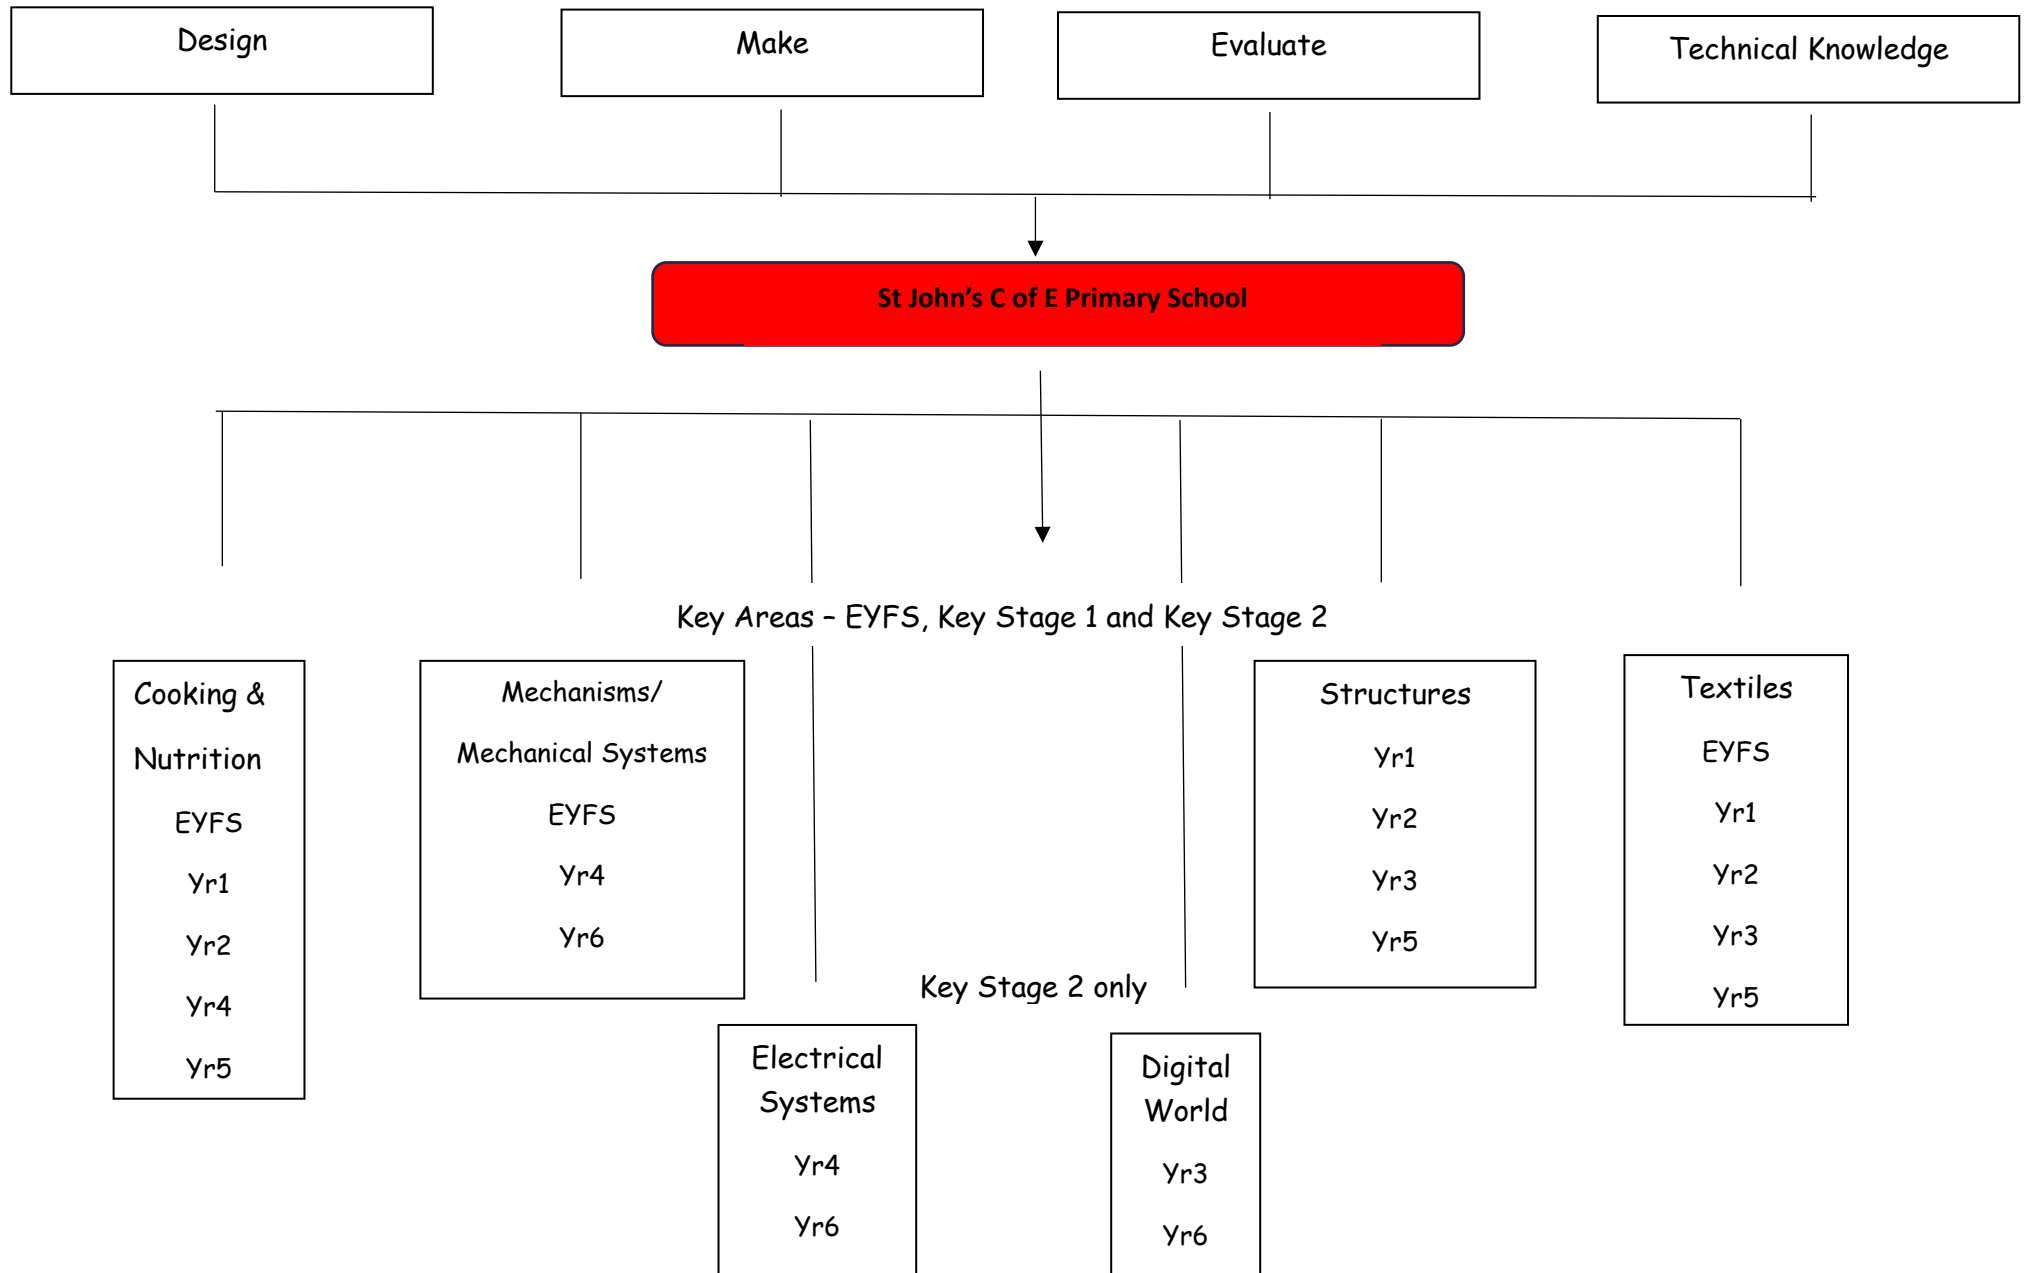 Design
Make
Evaluate
Technical Knowledge
St John’s C of E Primary School
Key Areas – EYFS, Key Stage 1 and Key Stage 2
Cooking &
Nutrition
EYFS
Yr1
Yr2
Yr4
Yr5
Mechanisms/
Mechanical Systems
EYFS
Yr4
Yr6
Structures
Yr1
Yr2
Yr3
Yr5
Textiles
EYFS
Yr1
Yr2
Yr3
Yr5
Key Stage 2 only
Electrical
Systems
Yr4
Yr6
Digital
World
Yr3
Yr6